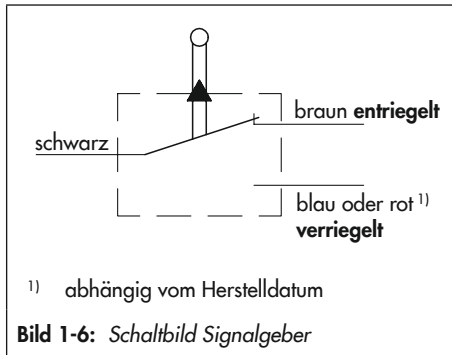 braun entriegelt
schwarz
blau oder rot 1)
verriegelt
1) abhängig vom Herstelldatum
Bild 1-6: Schaltbild Signalgeber